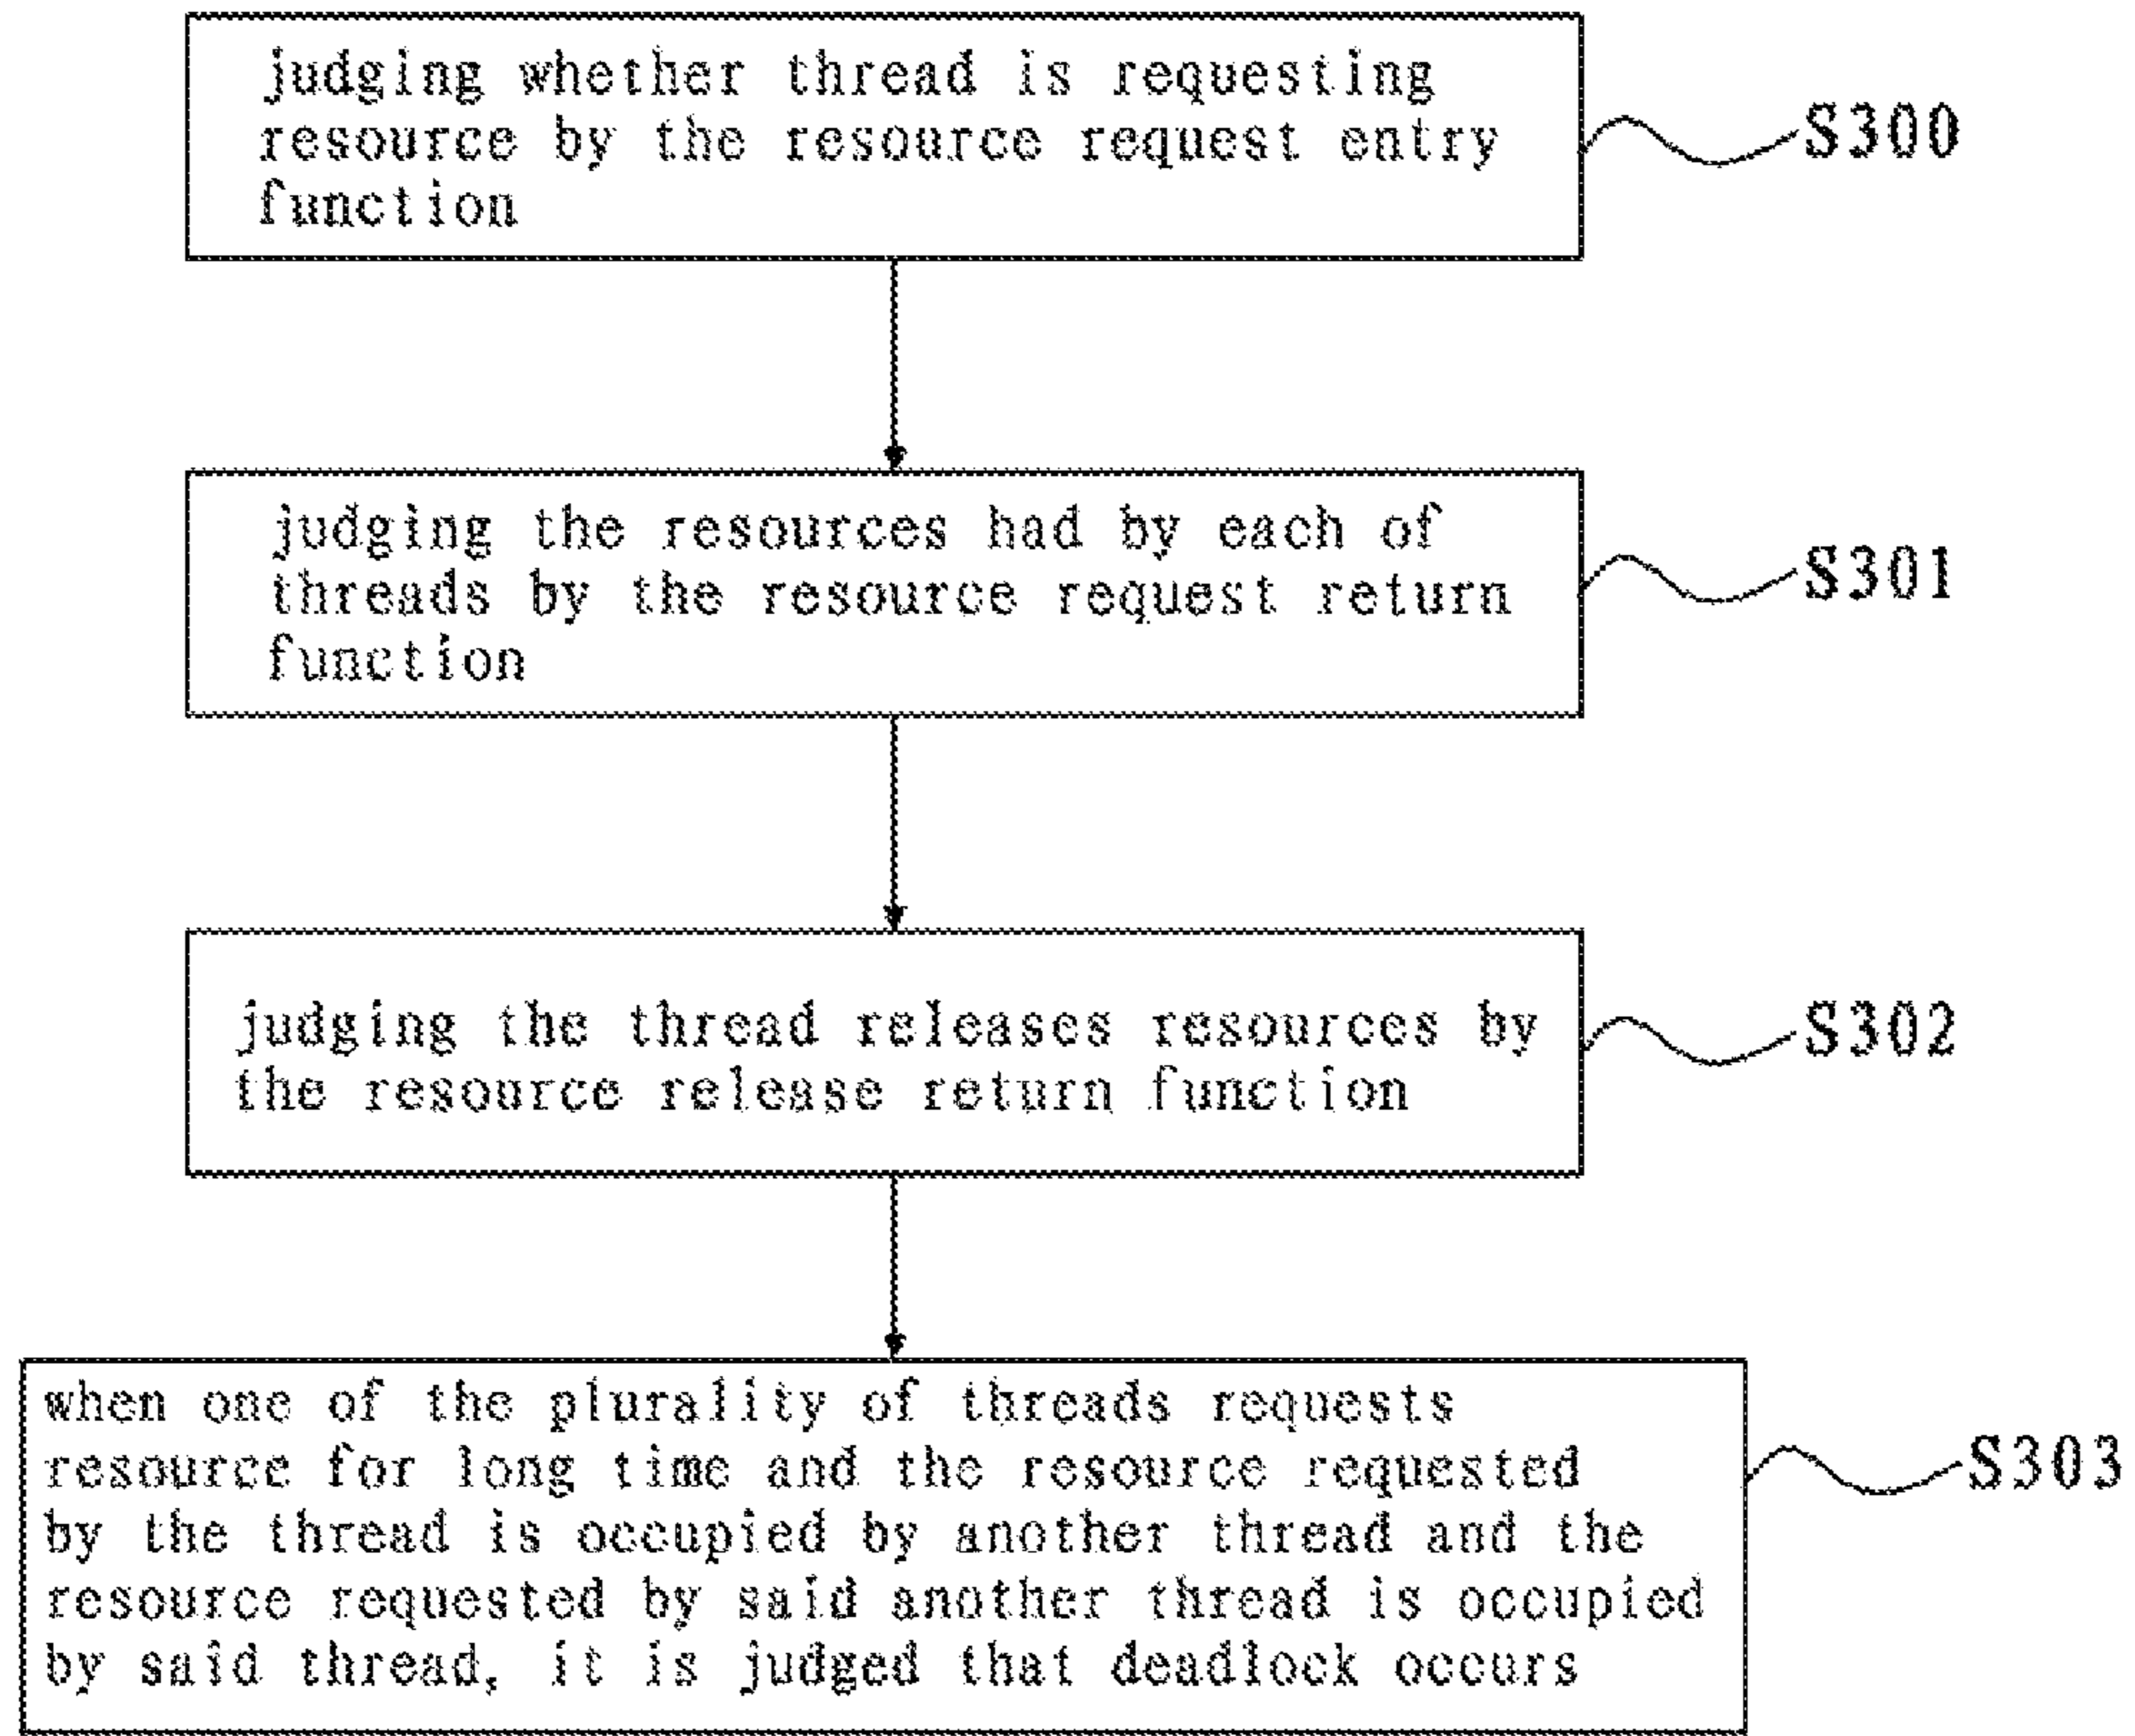 judging whether thread is requesting
resource by the resource request entry
function
S300
judging the resources had by each of
threads by the resource request return
function
S301
judging the thread releases resources by
the resource release return function
S302
when one of the plurality of threads requests
resource for long time and the resource requested
by the thread is occupied by another thread and the
resource requested by said another thread is occupied
by said thread, it is judged that deadlock occurs
S303